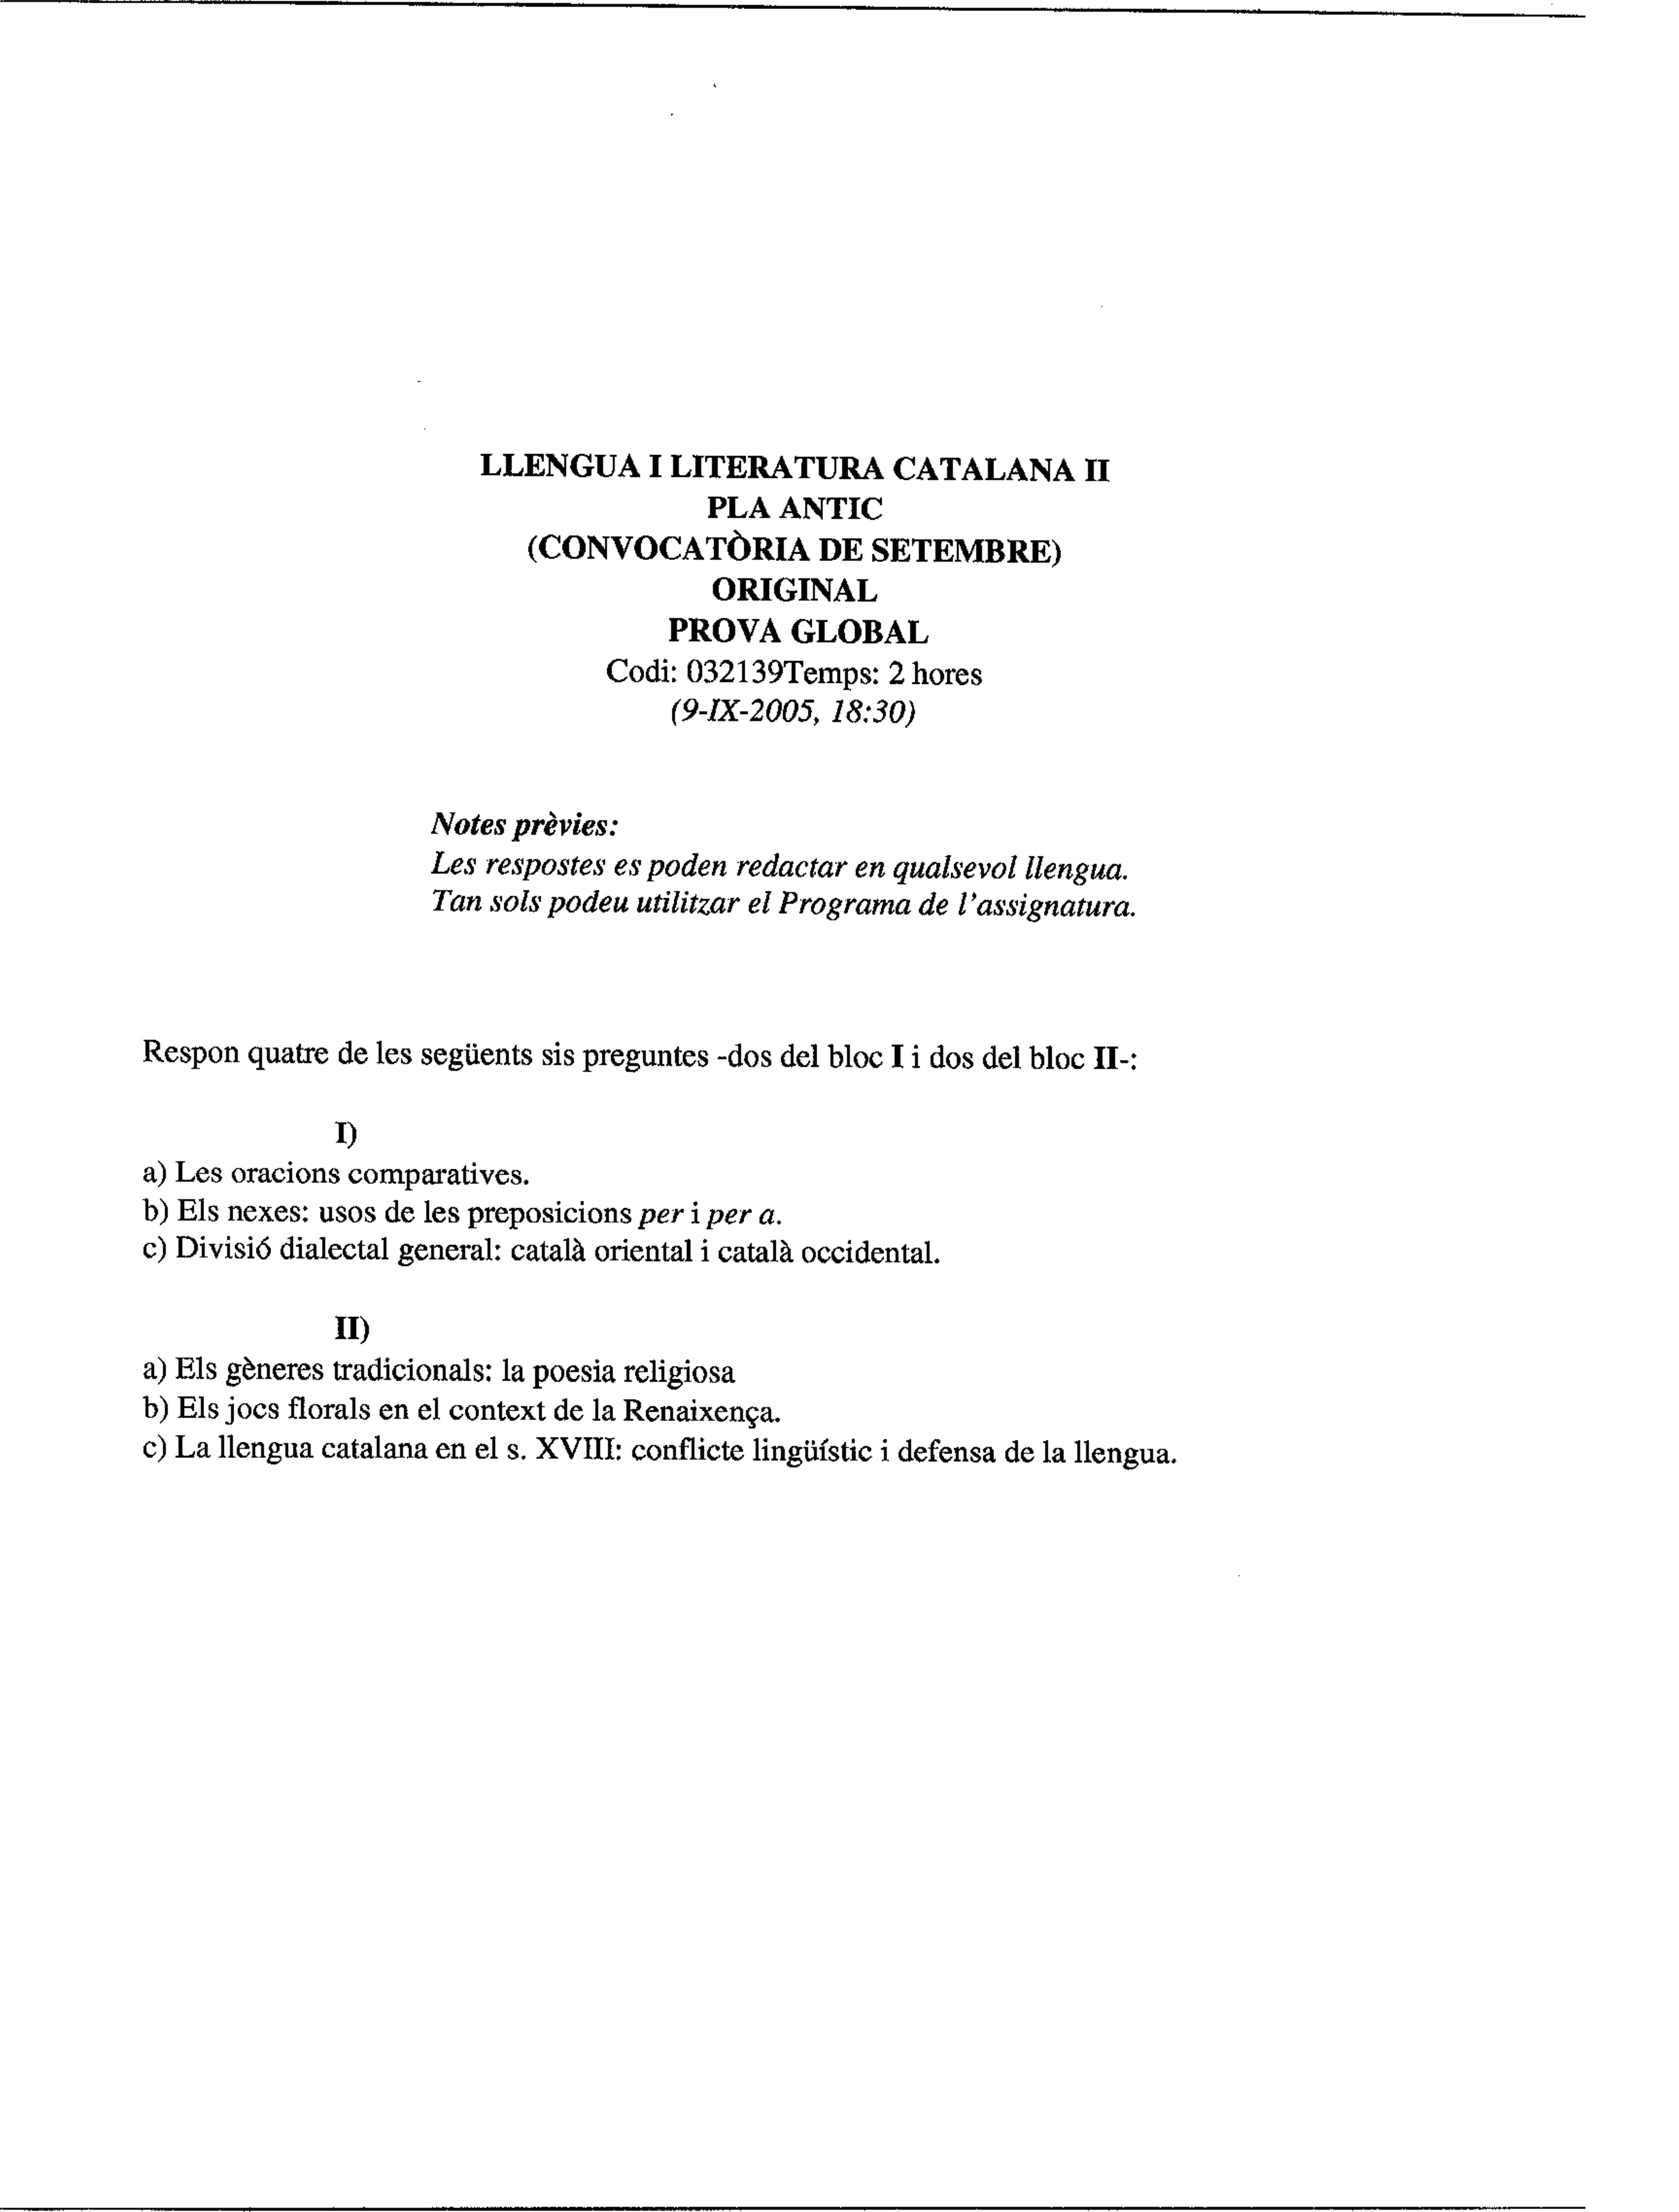 LLENGUA I LITERATURA CATALANA II
PLA ANTIC
(CONVOCATÒRIA DE SETEMBRE)
ORIGINAL
PROVA GLOBAL
Codi: 032139Temps: 2 hores
(9-IX-2005, 18:30)
Notes prèvies:
Les respostes es poden redactar en qualsevol llengua.
Tan sols podeu utilitzar el Programa de l'assignatura.
Respon quatre de les següents sis preguntes -dos del bloc I i dos del bloc II-:
I)
a) Les oracions comparatives.
b) Els nexes: usos de les preposicions per i per a.
c) Divisió dialectal general: català oriental i català occidental.
II)
a) Els gèneres tradicionals: la poesia religiosa
b) Els jocs florals en el context de la Renaixença.
c) La llengua catalana en el s. XVIII: conflicte lingüístic i defensa de la llengua.